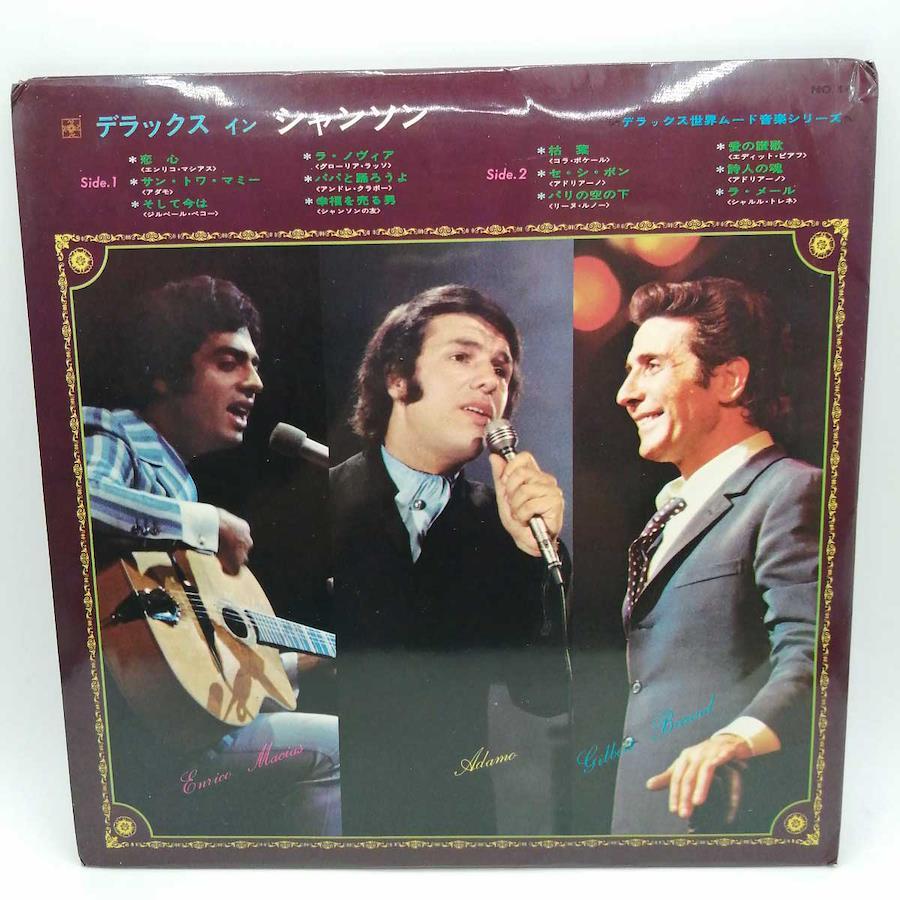 NO.
デラックス イン シャンソン
デラックス世界ムード音楽シリーズ
Side.1
*恋 心
<エンリコ・マシアス>
*サン・トワ・マミー
<アダモ>
*そして今は
<ジルベール・ベコー>
*ラ・ノヴィア
<グローリア・ラッソ>
*パパと踊ろうよ
<アンドレ・クラボー>
*幸福を売る男
<シャンソンの友>
Side.2
*枯 葉
<コラ・ボケール>
*セ・シ・ボン
<アドリアーノ>
*パリの空の下
<リーヌ・ルノー>
*愛の讃歌
<エディット・ピアフ>
*詩人の魂
<アドリアーノ>
*ラ・メール
<シャルル・トレネ>
Enrico Macias
Adamo
Gilbert Becaud